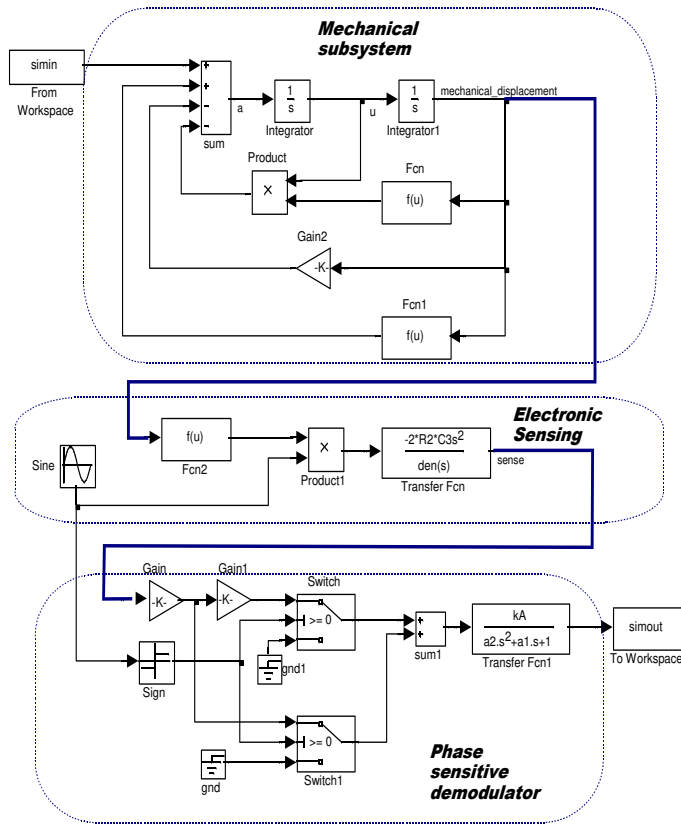 Mechanical
subsystem
simin
From
Workspace
+
+
-
-
sum
a
1
s
Integrator
u
1
s
Integrator1
mechanical_displacement
Product
×
Fcn
f(u)
Gain2
-K-
Fcn1
f(u)
Electronic
Sensing
Sine
f(u)
Fcn2
×
Product1
-2*R2*C3s²
den(s)
Transfer Fcn
sense
Gain
-K-
Gain1
-K-
Switch
>= 0
gnd1
Sign
+
+
sum1
kA
a2.s²+a1.s+1
Transfer Fcn1
simout
To Workspace
>= 0
Switch1
gnd
Phase
sensitive
demodulator